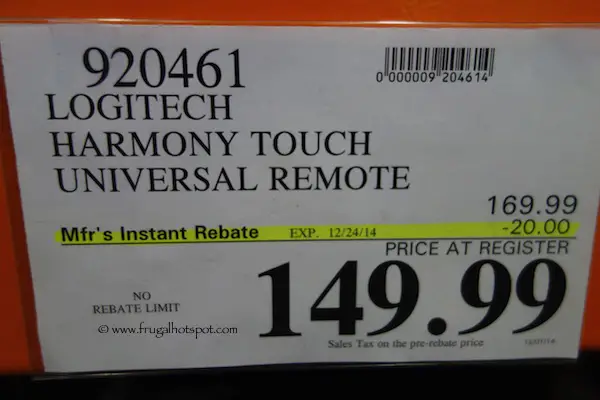 920461
0 000009 204614
LOGITECH
HARMONY TOUCH
UNIVERSAL REMOTE
169.99
Mfr's Instant Rebate EXP. 12/24/14 -20.00
PRICE AT REGISTER
NO
REBATE LIMIT
149.99
© www.frugalhotspot.com
Sales Tax on the pre-rebate price